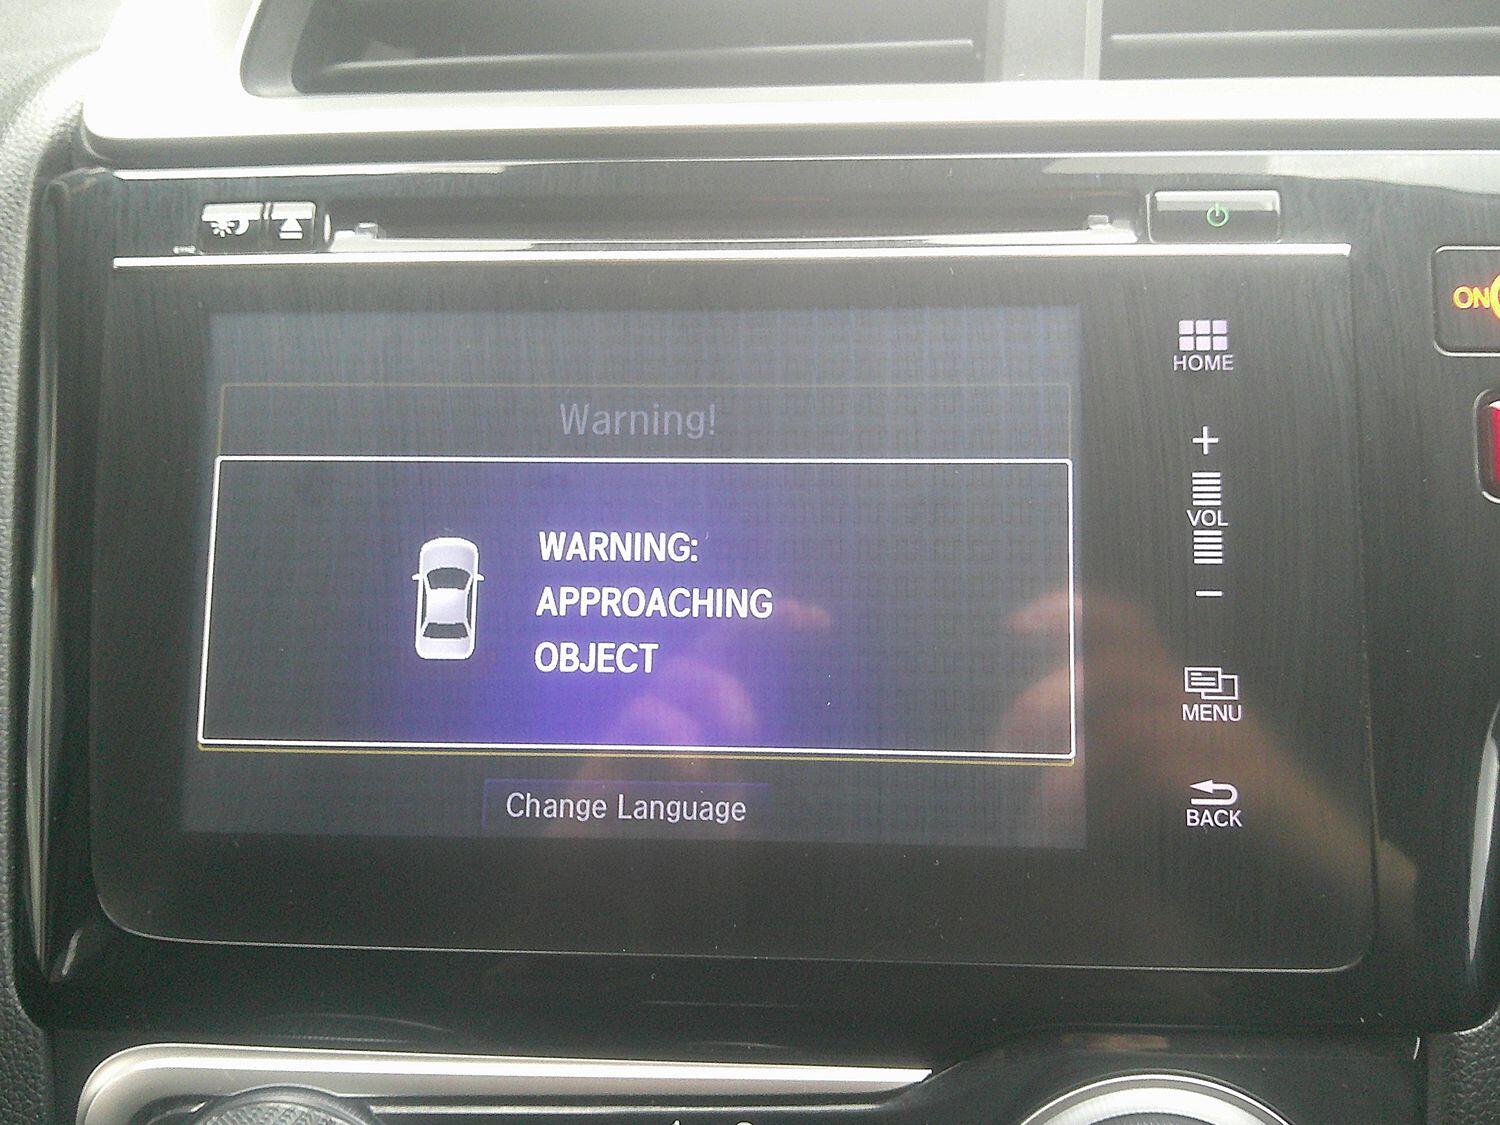 ON
HOME
Warning!
+
VOL
WARNING:
APPROACHING
OBJECT
−
MENU
Change Language
BACK